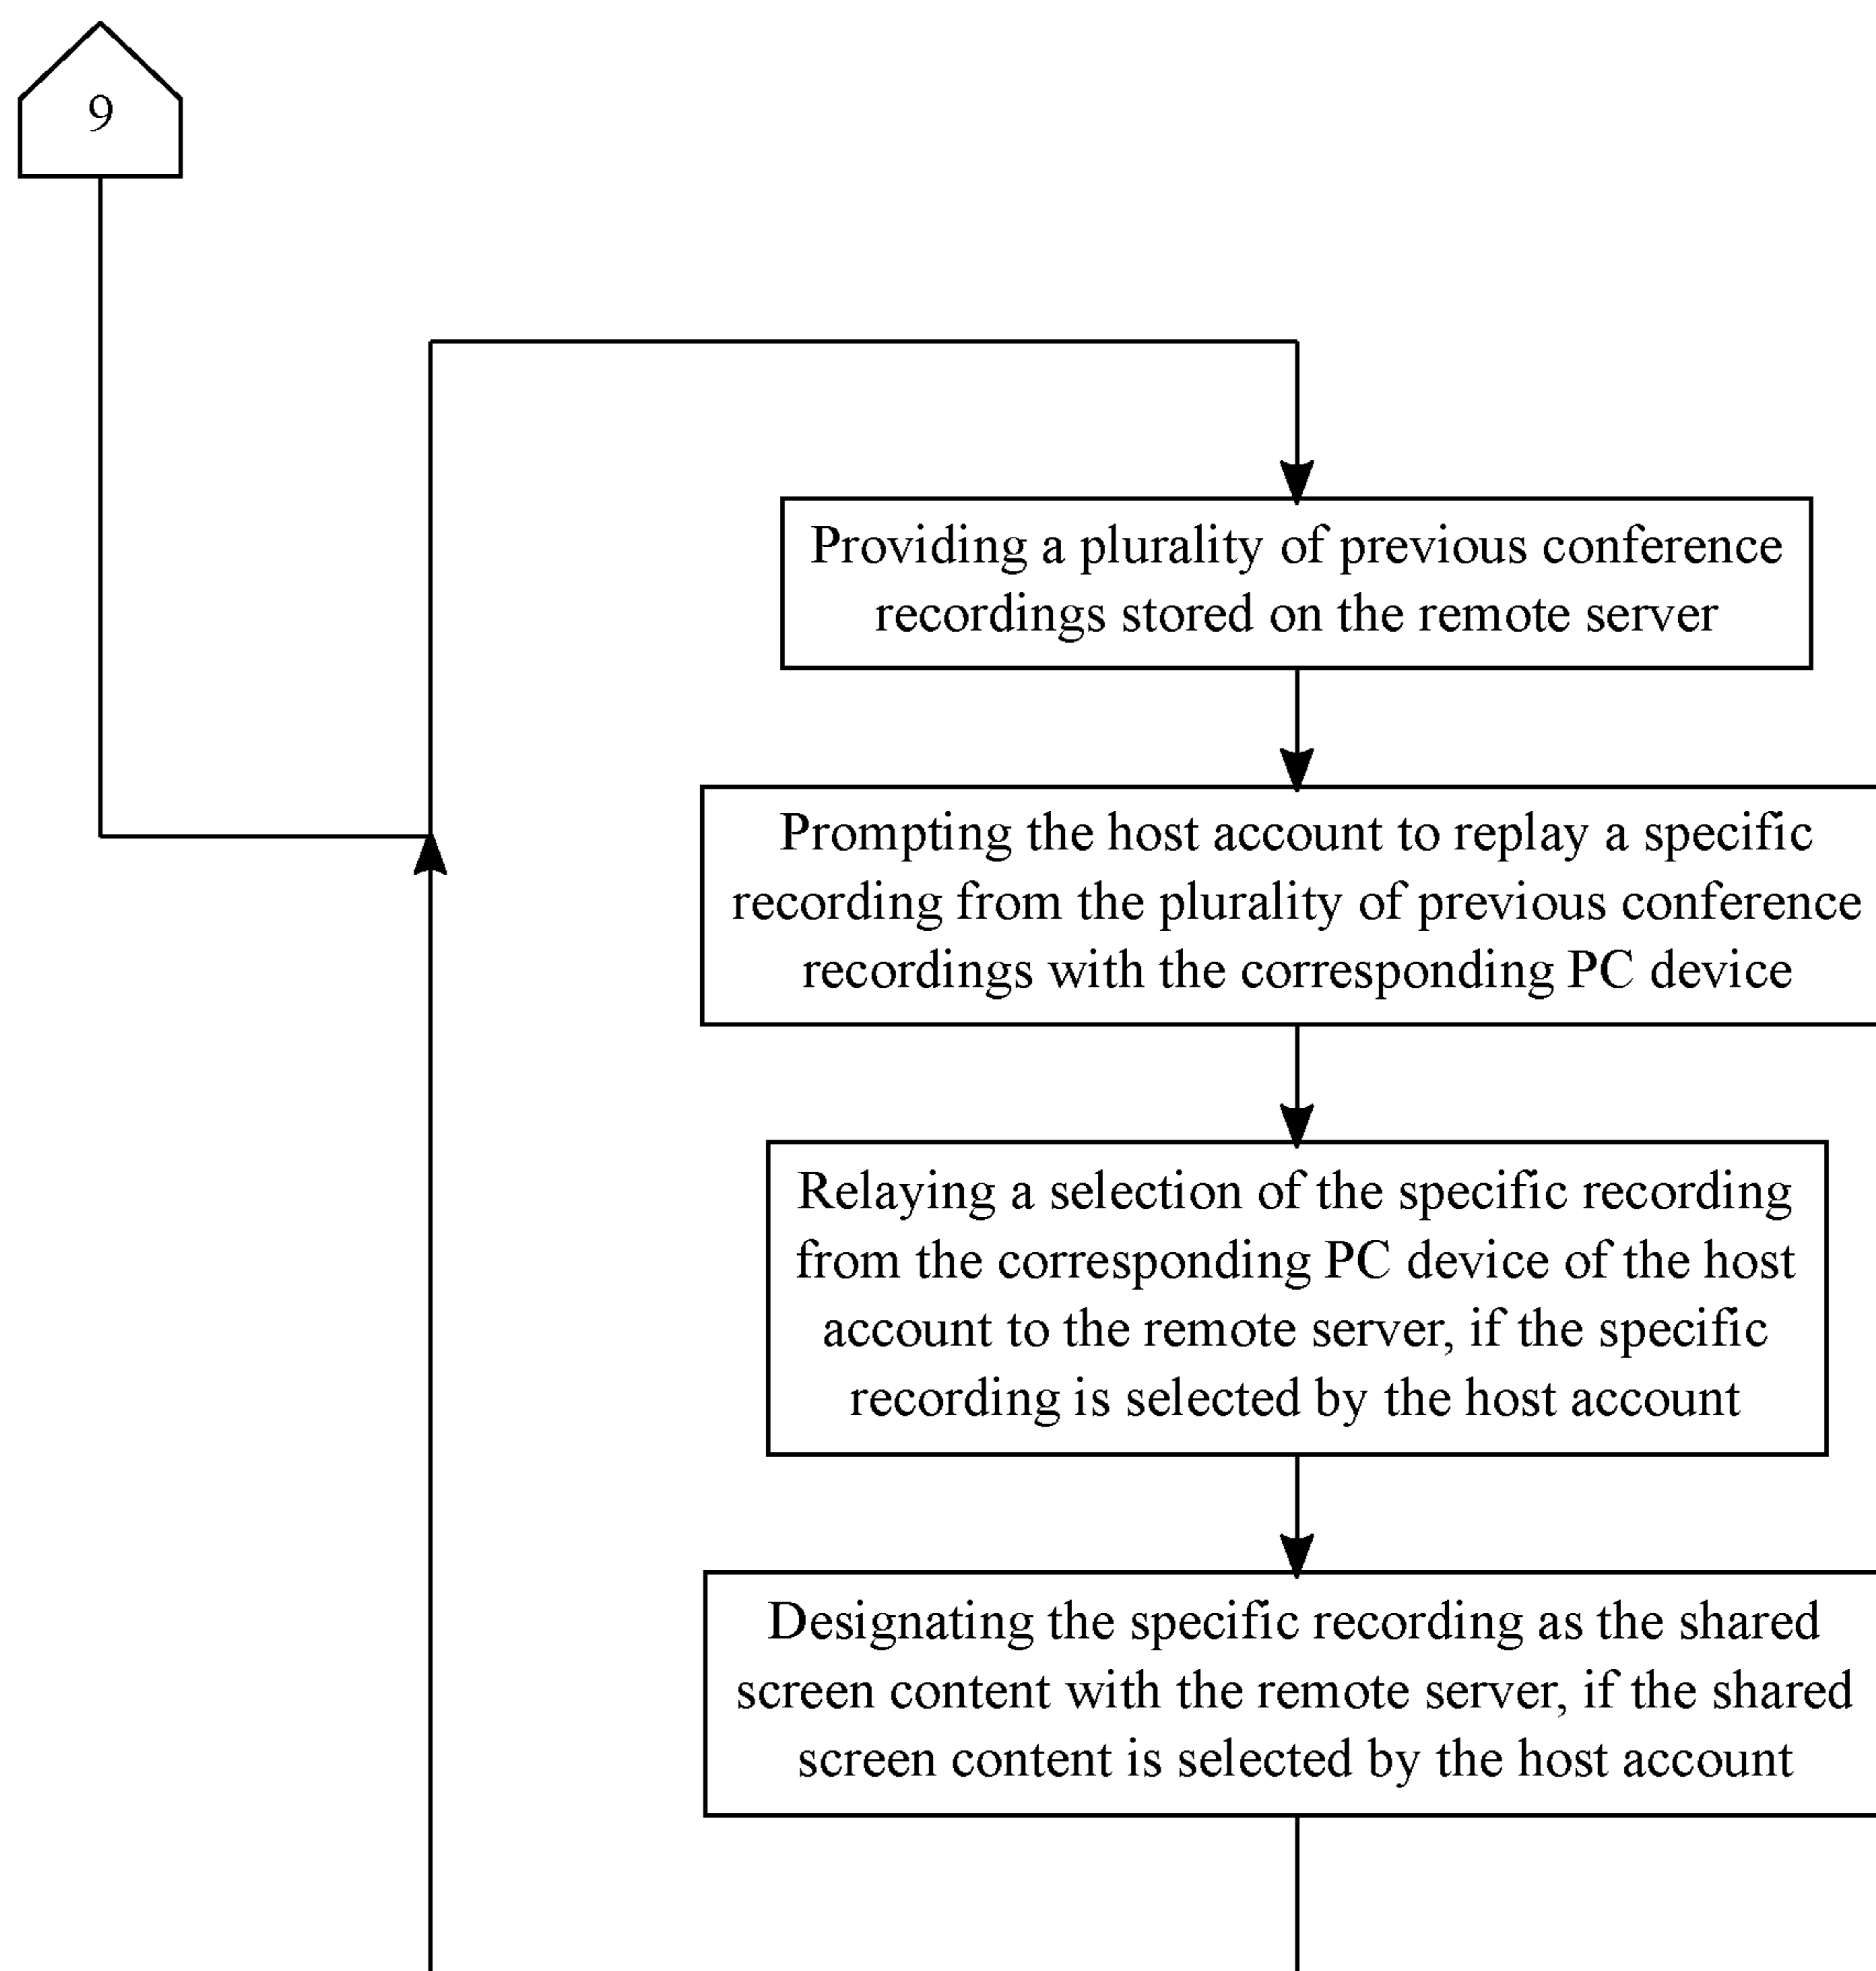 9
Providing a plurality of previous conference
recordings stored on the remote server
Prompting the host account to replay a specific
recording from the plurality of previous conference
recordings with the corresponding PC device
Relaying a selection of the specific recording
from the corresponding PC device of the host
account to the remote server, if the specific
recording is selected by the host account
Designating the specific recording as the shared
screen content with the remote server, if the shared
screen content is selected by the host account